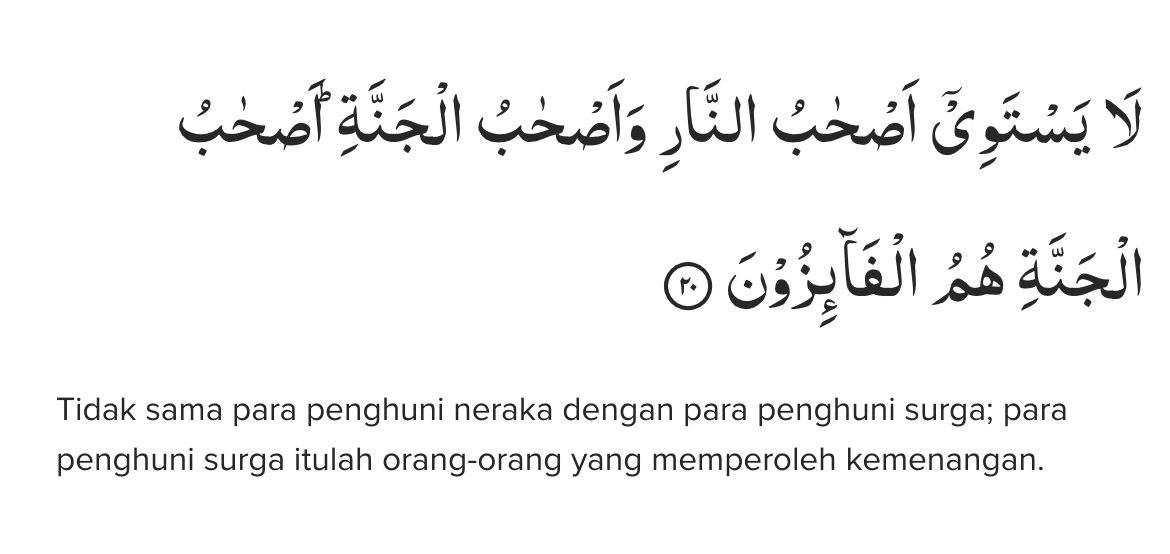 لَا يَسْتَوِيْٓ اَصْحٰبُ النَّارِ وَاَصْحٰبُ الْجَنَّةِۗ اَصْحٰبُ
الْجَنَّةِ هُمُ الْفَاۤىِٕزُوْنَ ۝٢٠
Tidak sama para penghuni neraka dengan para penghuni surga; para
penghuni surga itulah orang-orang yang memperoleh kemenangan.